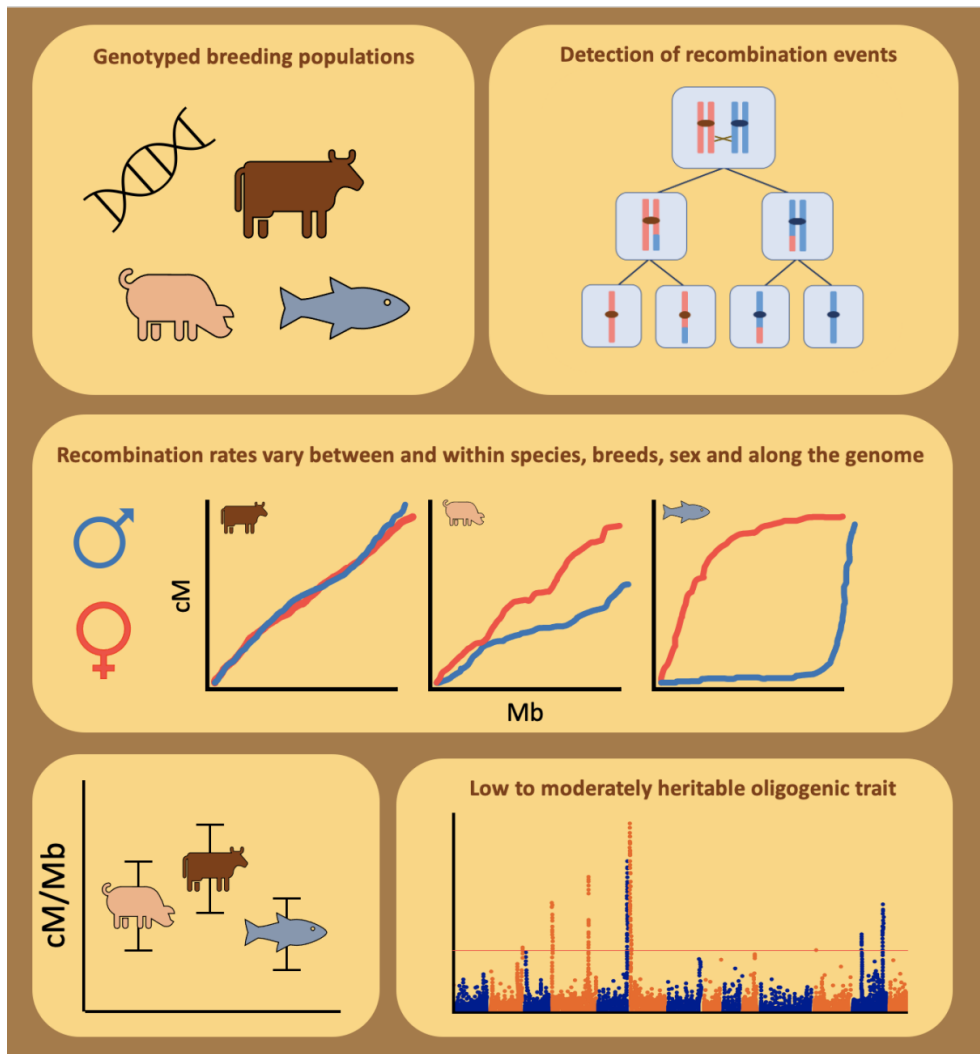 Genotyped breeding populations
Detection of recombination events
Recombination rates vary between and within species, breeds, sex and along the genome
cM
Mb
cM/Mb
Low to moderately heritable oligogenic trait